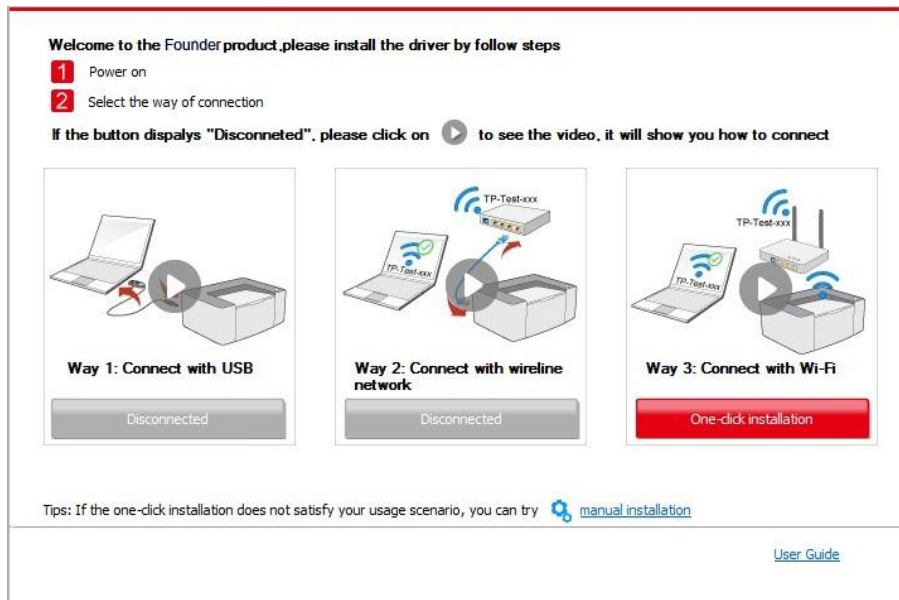 Welcome to the Founder product,please install the driver by follow steps
1 Power on
2 Select the way of connection
If the button dispalys "Disconneted", please click on to see the video, it will show you how to connect
TP-Test-xxx
TP-Test-xxx
TP-Test-xxx
TP-Test-xxx
Way 1: Connect with USB
Way 2: Connect with wireline
network
Way 3: Connect with Wi-Fi
Disconnected
Disconnected
One-click installation
Tips: If the one-click installation does not satisfy your usage scenario, you can try manual installation
User Guide